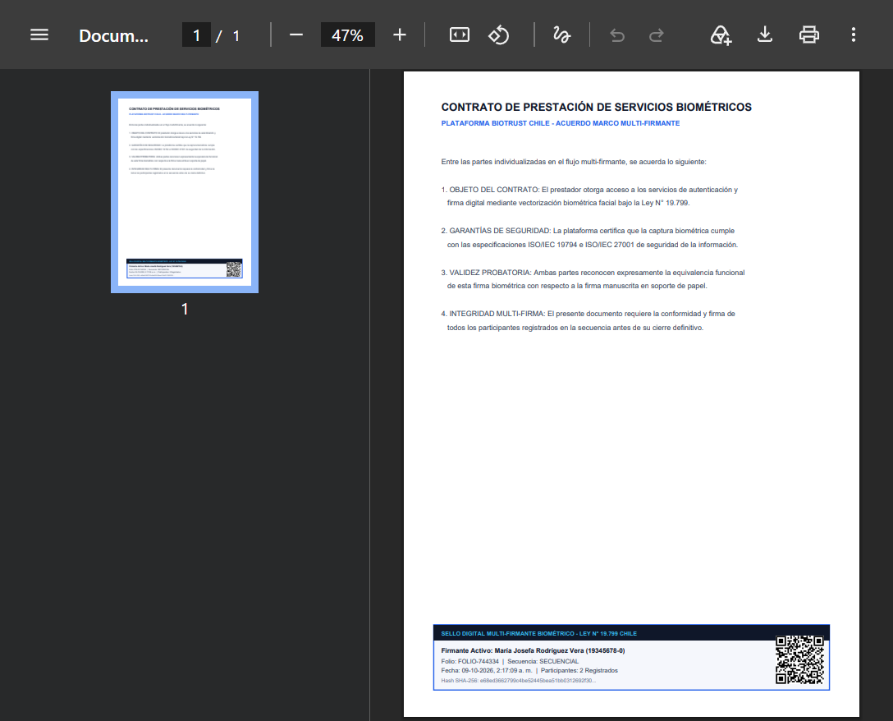 Docum...
1 / 1
47%
1
CONTRATO DE PRESTACIÓN DE SERVICIOS BIOMÉTRICOS
PLATAFORMA BIOTRUST CHILE - ACUERDO MARCO MULTI-FIRMANTE
Entre las partes individualizadas en el flujo multi-firmante, se acuerda lo siguiente:
1. OBJETO DEL CONTRATO: El prestador otorga acceso a los servicios de autenticación y
firma digital mediante vectorización biométrica facial bajo la Ley N° 19.799.
2. GARANTÍAS DE SEGURIDAD: La plataforma certifica que la captura biométrica cumple
con las especificaciones ISO/IEC 19794 e ISO/IEC 27001 de seguridad de la información.
3. VALIDEZ PROBATORIA: Ambas partes reconocen expresamente la equivalencia funcional
de esta firma biométrica con respecto a la firma manuscrita en soporte de papel.
4. INTEGRIDAD MULTI-FIRMA: El presente documento requiere la conformidad y firma de
todos los participantes registrados en la secuencia antes de su cierre definitivo.
SELLO DIGITAL MULTI-FIRMANTE BIOMÉTRICO - LEY N° 19.799 CHILE
Firmante Activo: María Josefa Rodríguez Vera (19345678-0)
Folio: FOLIO-744334 | Secuencia: SECUENCIAL
Fecha: 09-10-2026, 2:17:09 a. m. | Participantes: 2 Registrados
Hash SHA-256: